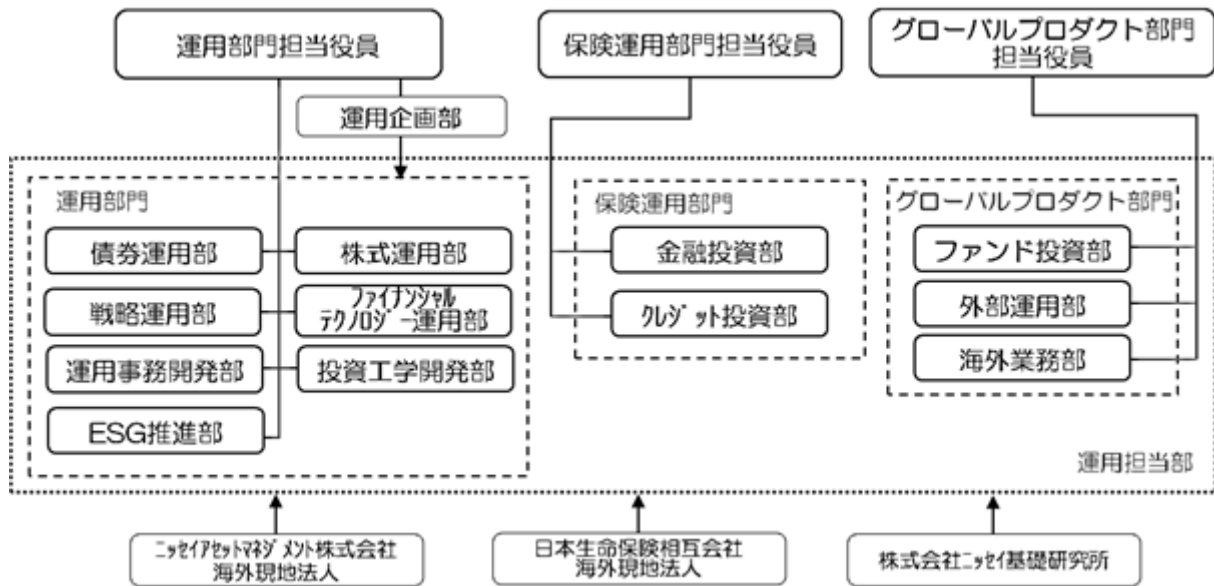 運用部門担当役員
保険運用部門担当役員
グローバルプロダクト部門
担当役員
運用企画部
運用部門
債券運用部
株式運用部
戦略運用部
ファイナンシャル
テクノロジー運用部
運用事務開発部
投資工学開発部
ESG推進部
保険運用部門
金融投資部
クレジット投資部
グローバルプロダクト部門
ファンド投資部
外部運用部
海外業務部
運用担当部
ニッセイアセットマネジメント株式会社
海外現地法人
日本生命保険相互会社
海外現地法人
株式会社ニッセイ基礎研究所